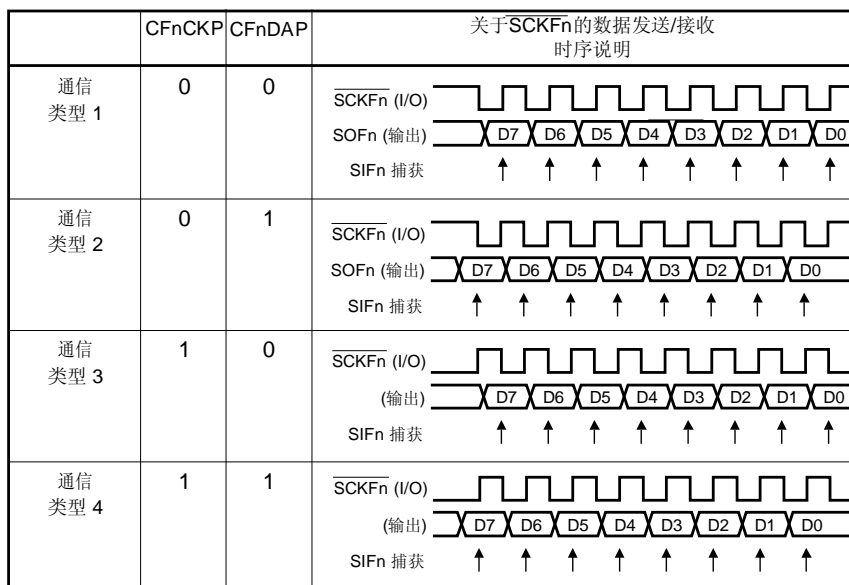 CFnCKP CFnDAP 关于SCKFn的数据发送/接收
时序说明
通信
类型 1
0 0
SCKFn (I/O)
SOFn (输出) D7 D6 D5 D4 D3 D2 D1 D0
SIFn 捕获
通信
类型 2
0 1
SCKFn (I/O)
SOFn (输出) D7 D6 D5 D4 D3 D2 D1 D0
SIFn 捕获
通信
类型 3
1 0
SCKFn (I/O)
(输出) D7 D6 D5 D4 D3 D2 D1 D0
SIFn 捕获
通信
类型 4
1 1
SCKFn (I/O)
(输出) D7 D6 D5 D4 D3 D2 D1 D0
SIFn 捕获